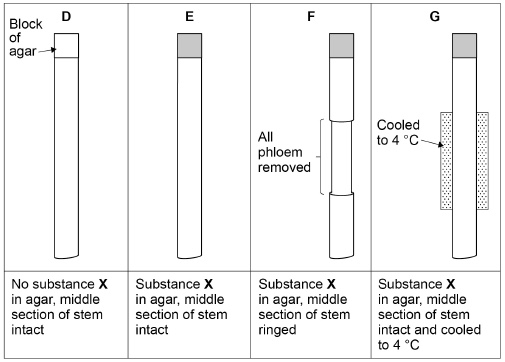 D
E
F
G
Block
of
agar
All
phloem
removed
Cooled
to 4 °C
No substance X
in agar, middle
section of stem
intact
Substance X
in agar, middle
section of stem
intact
Substance X
in agar, middle
section of stem
ringed
Substance X
in agar, middle
section of stem
intact and cooled
to 4 °C